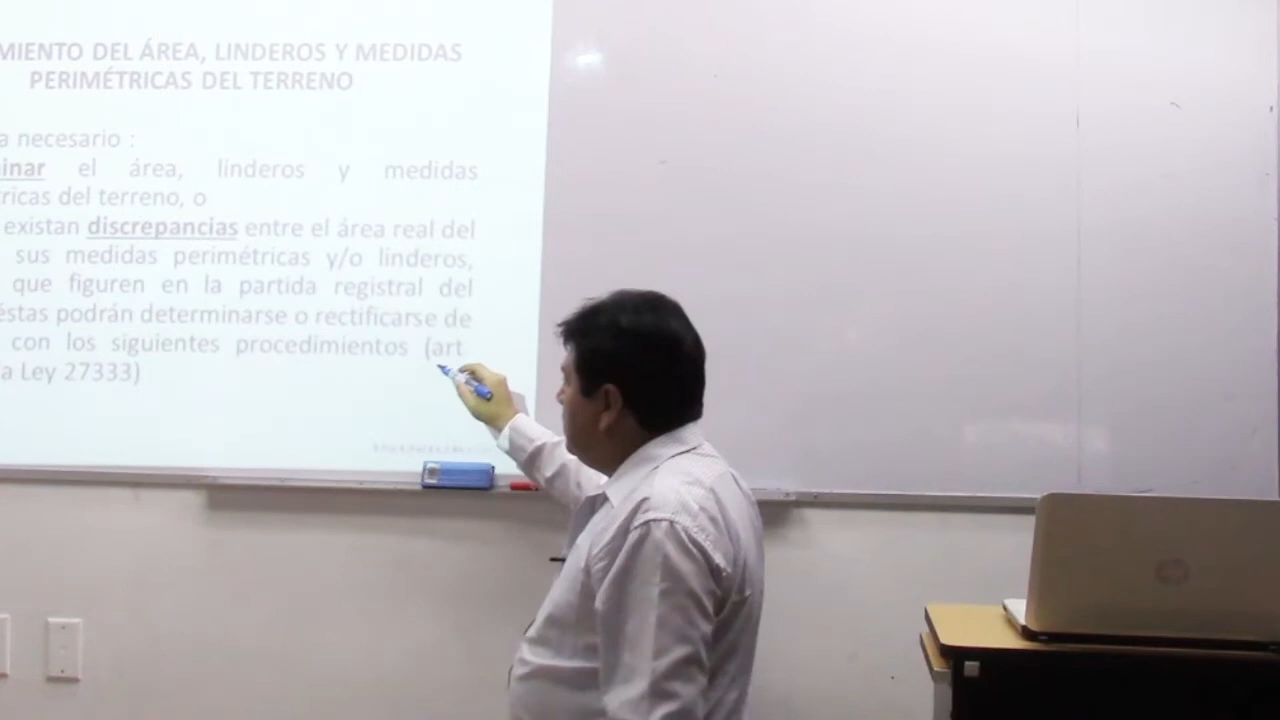 MIENTO DEL ÁREA, LINDEROS Y MEDIDAS
PERIMÉTRICAS DEL TERRENO
a necesario :
inar el área, linderos y medidas
tricas del terreno, o
existan discrepancias entre el área real del
sus medidas perimétricas y/o linderos,
que figuren en la partida registral del
éstas podrán determinarse o rectificarse de
con los siguientes procedimientos (art
a Ley 27333)
hp